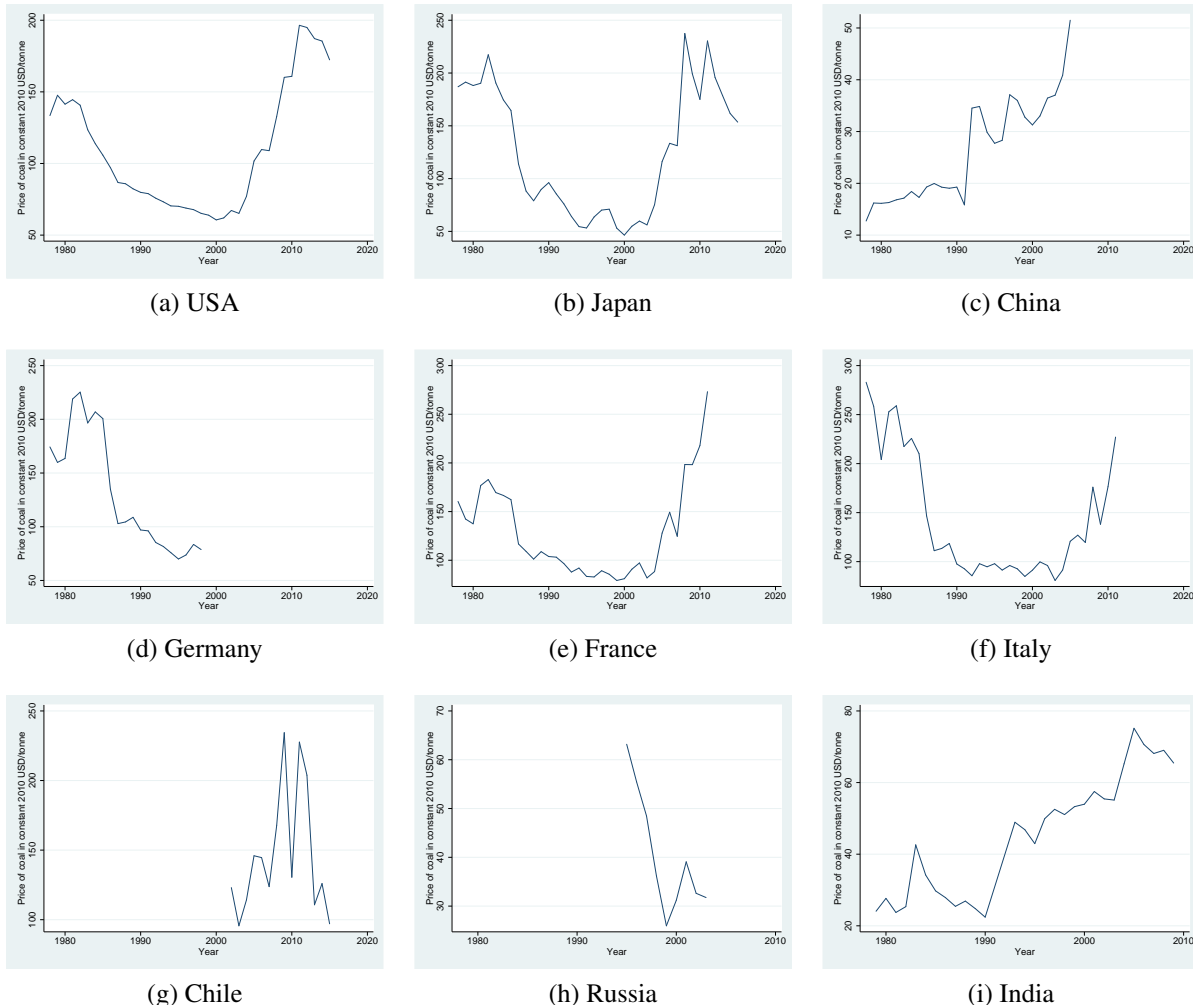 Price of coal in constant 2010 USD/tonne
50 100 150 200
1980 1990 2000 2010 2020
Year
(a) USA
Price of coal in constant 2010 USD/tonne
50 100 150 200 250
1980 1990 2000 2010 2020
Year
(b) Japan
Price of coal in constant 2010 USD/tonne
10 20 30 40 50
1980 1990 2000 2010 2020
Year
(c) China
Price of coal in constant 2010 USD/tonne
50 100 150 200 250
1980 1990 2000 2010 2020
Year
(d) Germany
Price of coal in constant 2010 USD/tonne
100 150 200 250 300
1980 1990 2000 2010 2020
Year
(e) France
Price of coal in constant 2010 USD/tonne
100 150 200 250 300
1980 1990 2000 2010 2020
Year
(f) Italy
Price of coal in constant 2010 USD/tonne
100 150 200 250
1980 1990 2000 2010 2020
Year
(g) Chile
Price of coal in constant 2010 USD/tonne
30 40 50 60 70
1980 1990 2000 2010
Year
(h) Russia
Price of coal in constant 2010 USD/tonne
20 40 60 80
1980 1990 2000 2010
Year
(i) India